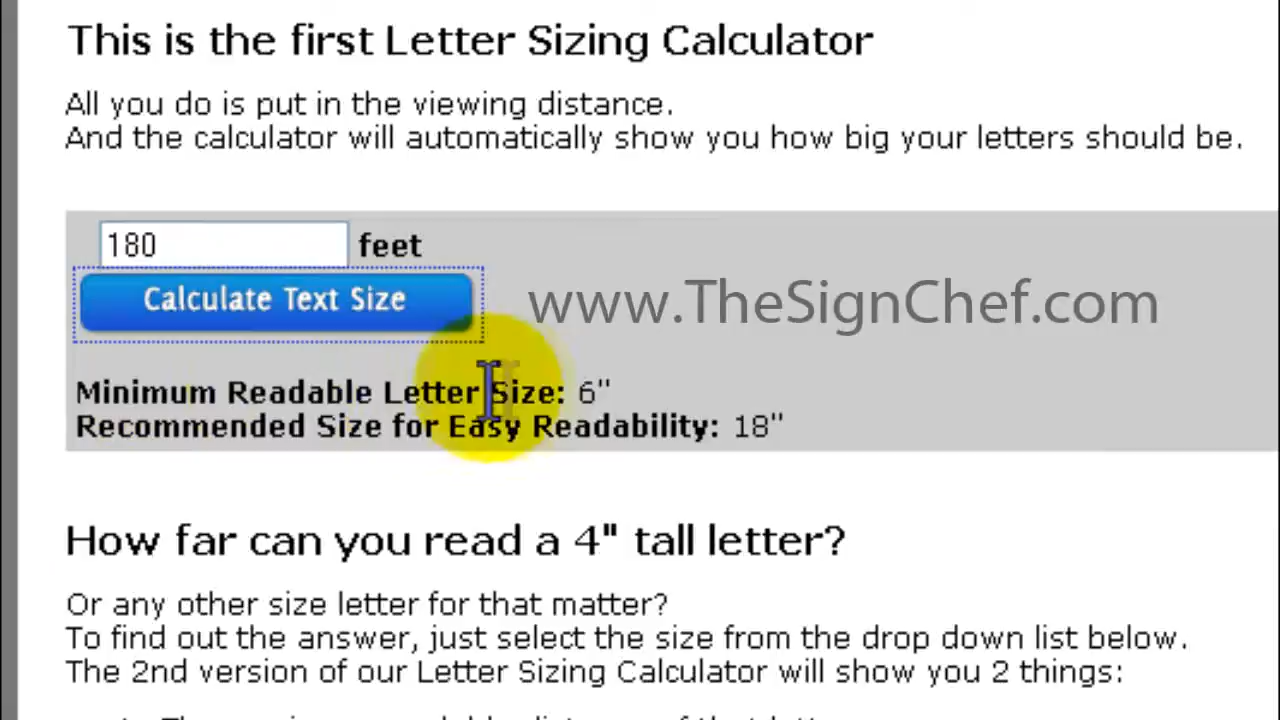 This is the first Letter Sizing Calculator
All you do is put in the viewing distance.
And the calculator will automatically show you how big your letters should be.
180 feet
Calculate Text Size
www.TheSignChef.com
Minimum Readable Letter Size: 6"
Recommended Size for Easy Readability: 18"
How far can you read a 4" tall letter?
Or any other size letter for that matter?
To find out the answer, just select the size from the drop down list below.
The 2nd version of our Letter Sizing Calculator will show you 2 things: